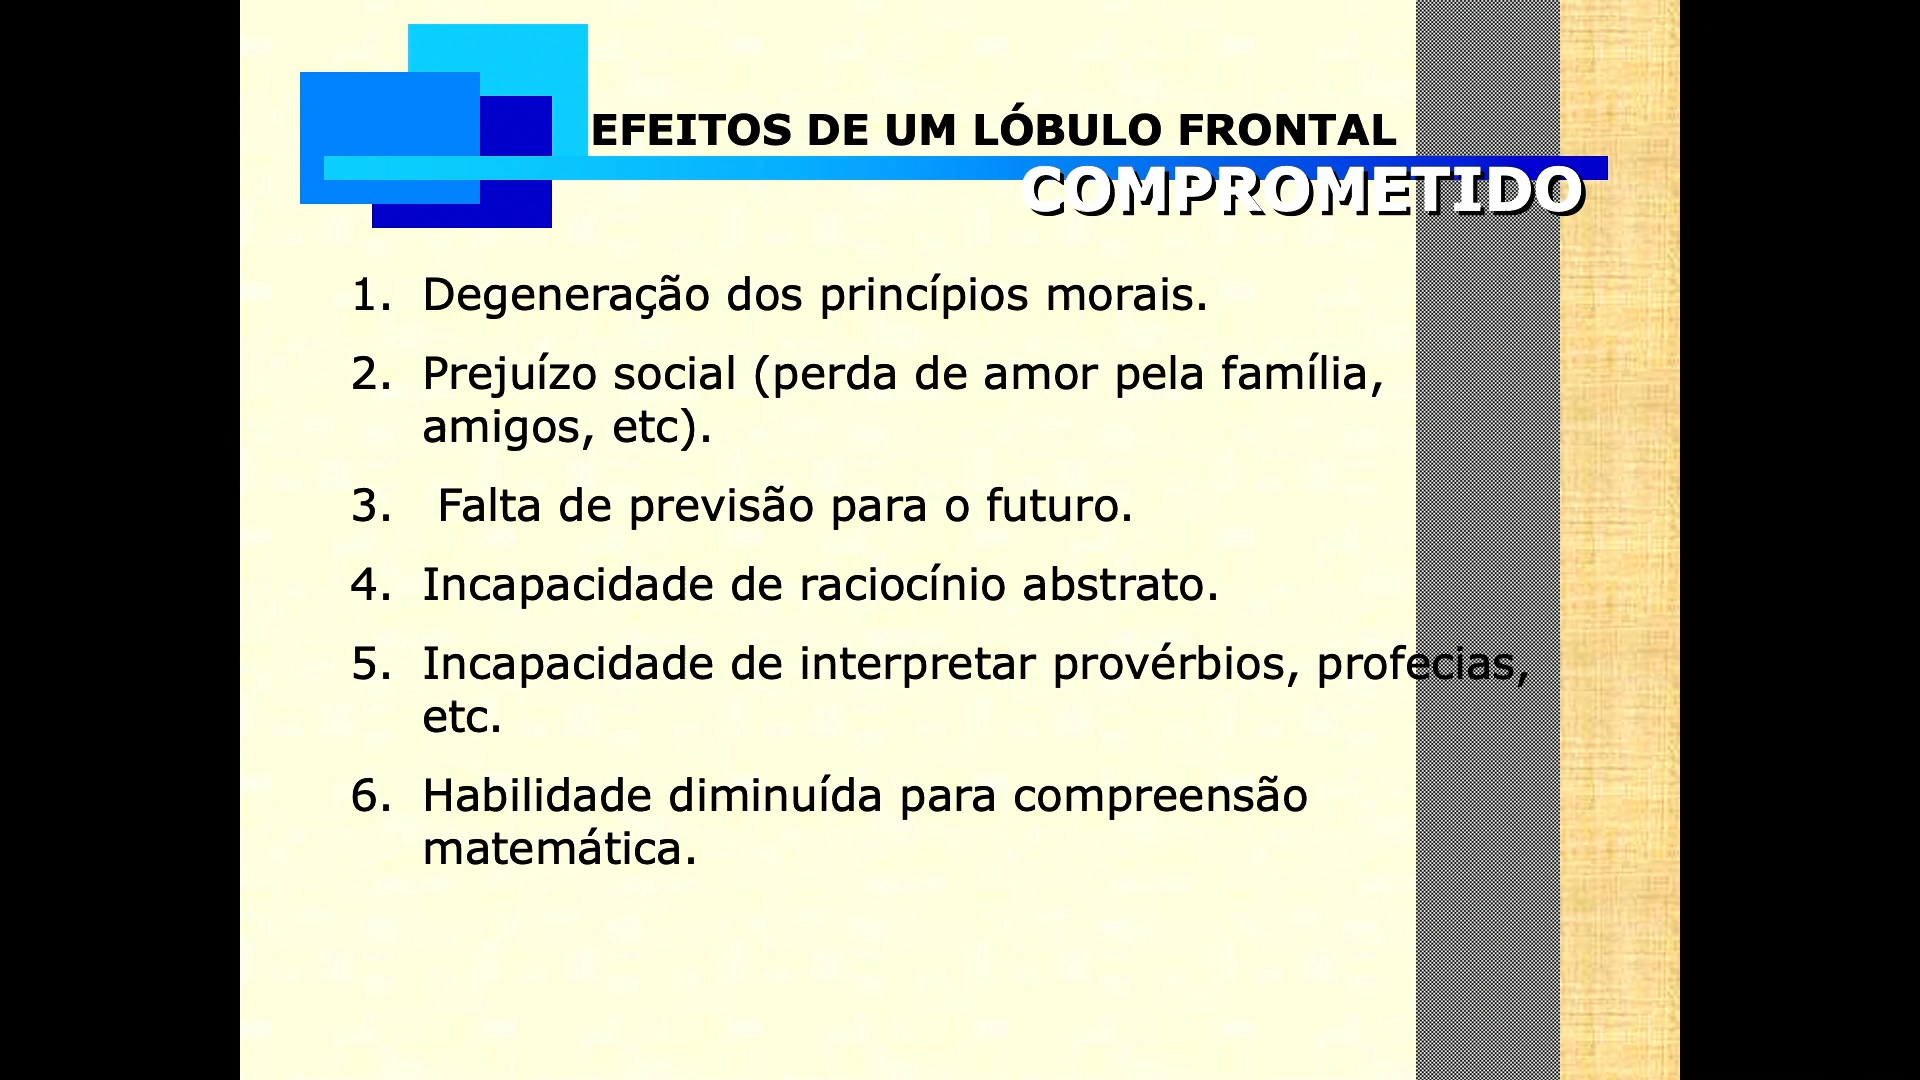 EFEITOS DE UM LÓBULO FRONTAL
COMPROMETIDO
1. Degeneração dos princípios morais.
2. Prejuízo social (perda de amor pela família,
amigos, etc).
3. Falta de previsão para o futuro.
4. Incapacidade de raciocínio abstrato.
5. Incapacidade de interpretar provérbios, profecias,
etc.
6. Habilidade diminuída para compreensão
matemática.